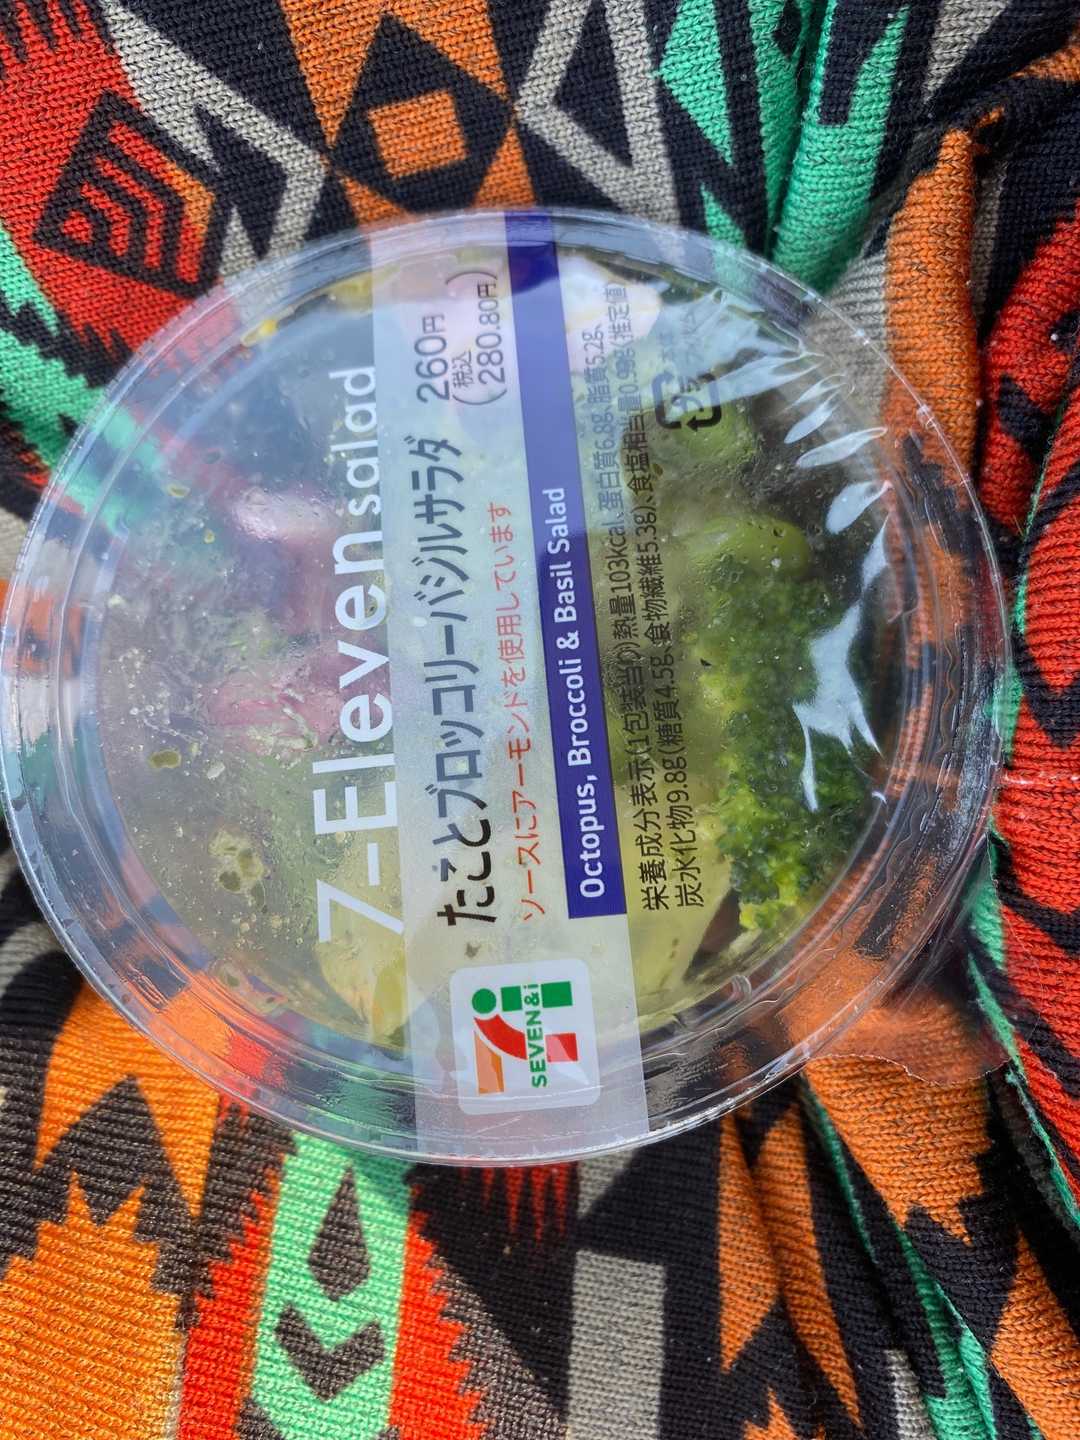 7-Eleven salad
たことブロッコリーバジルサラダ 260円
(税込 280.80円)
ソースにアーモンドを使用しています
Octopus, Broccoli & Basil Salad
栄養成分表示(1包装当り)熱量103kcal、蛋白質6.8g、脂質5.2g、
炭水化物9.8g(糖質4.5g、食物繊維5.3g)、食塩相当量0.99g(推定値)
プラ
SEVEN&i